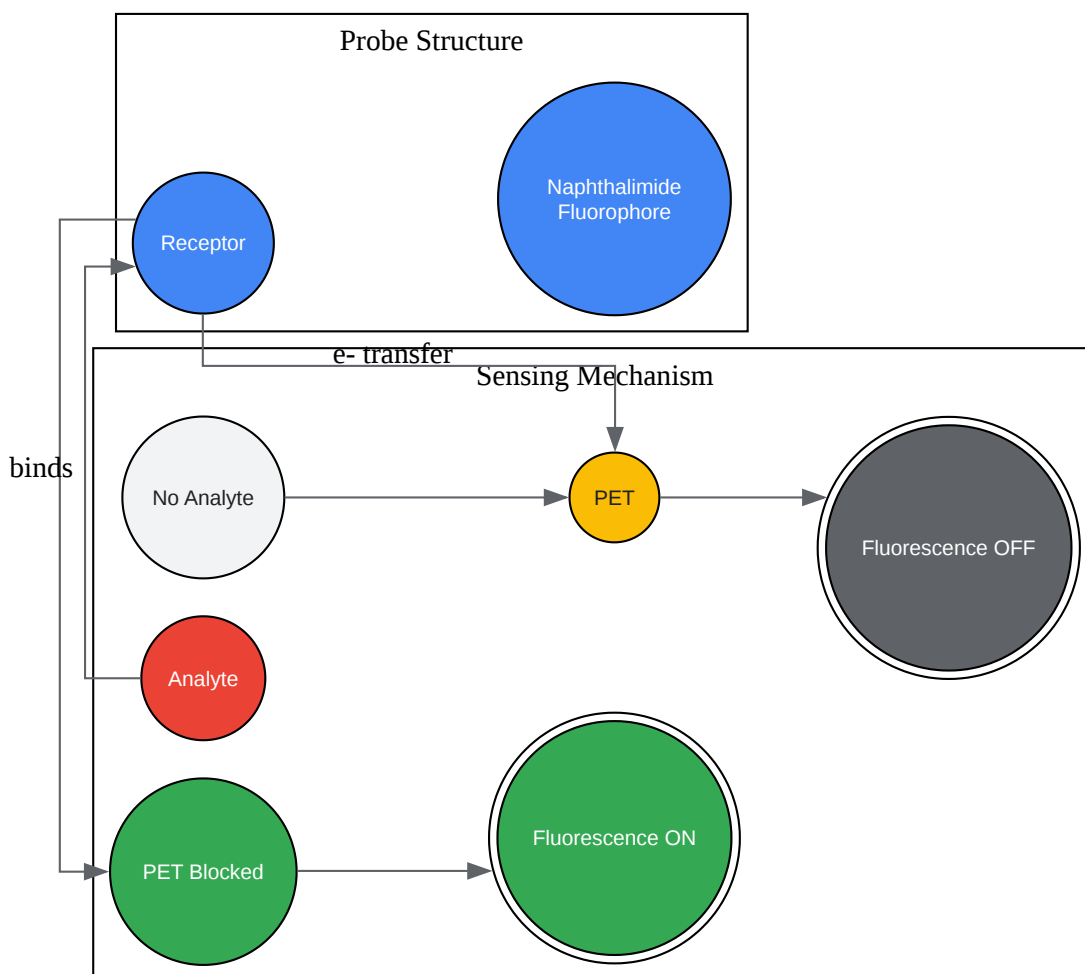 Probe Structure
Naphthalimide
Fluorophore
Receptor
e- transfer
Sensing Mechanism
binds
No Analyte
PET
Fluorescence OFF
Analyte
Fluorescence ON
PET Blocked